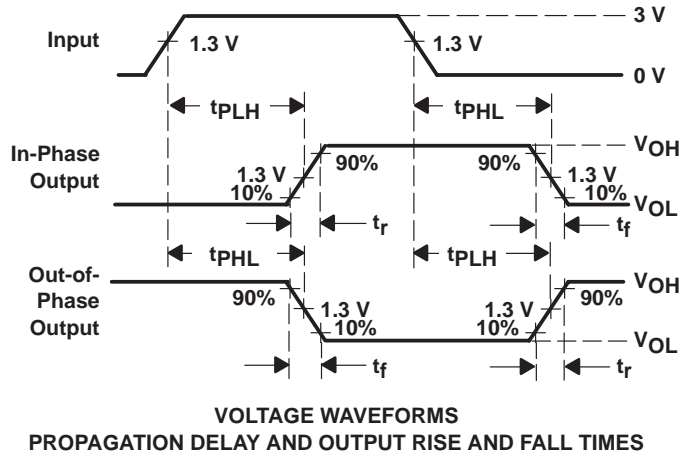 3 V
Input
1.3 V
1.3 V
0 V
tPLH
tPHL
In-Phase
Output
VOH
90%
90%
1.3 V
1.3 V
10%
10%
VOL
tr
tf
tPHL
tPLH
Out-of-
Phase
Output
VOH
90%
90%
1.3 V
1.3 V
10%
10%
VOL
tf
tr
VOLTAGE WAVEFORMS
PROPAGATION DELAY AND OUTPUT RISE AND FALL TIMES